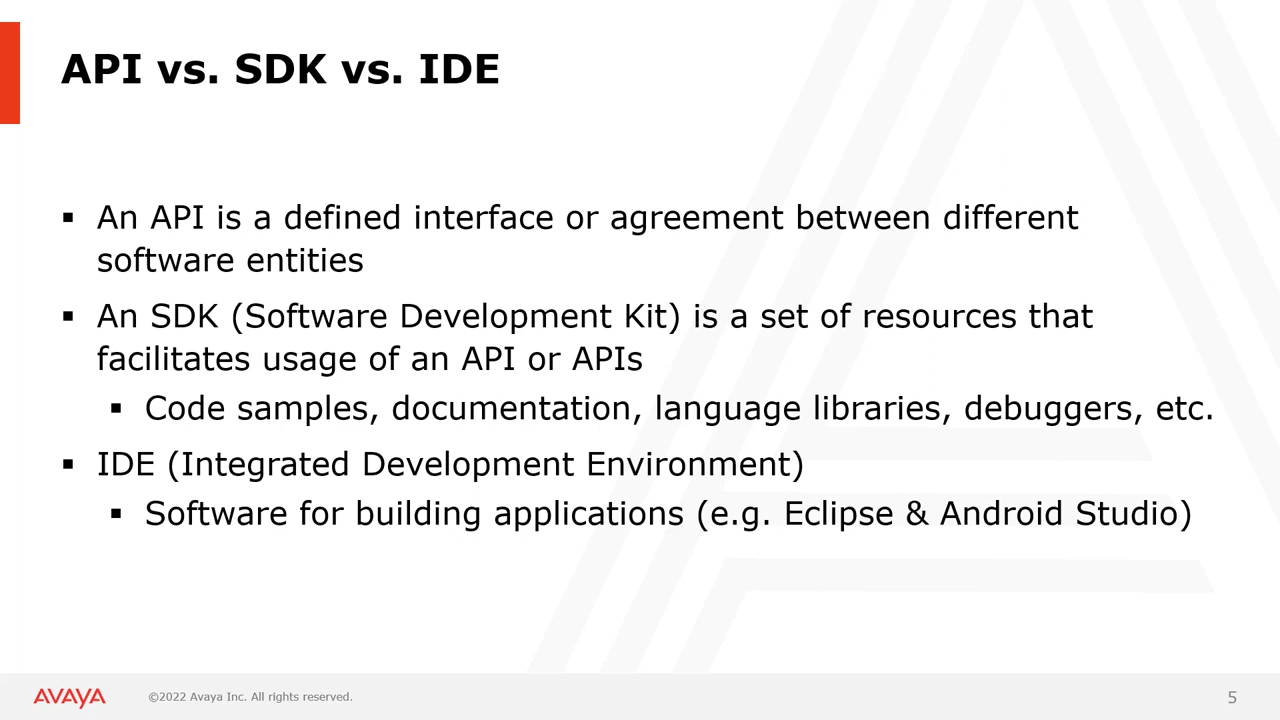 API vs. SDK vs. IDE
▪ An API is a defined interface or agreement between different
software entities
▪ An SDK (Software Development Kit) is a set of resources that
facilitates usage of an API or APIs
▪ Code samples, documentation, language libraries, debuggers, etc.
▪ IDE (Integrated Development Environment)
▪ Software for building applications (e.g. Eclipse & Android Studio)
AVAYA ©2022 Avaya Inc. All rights reserved. 5